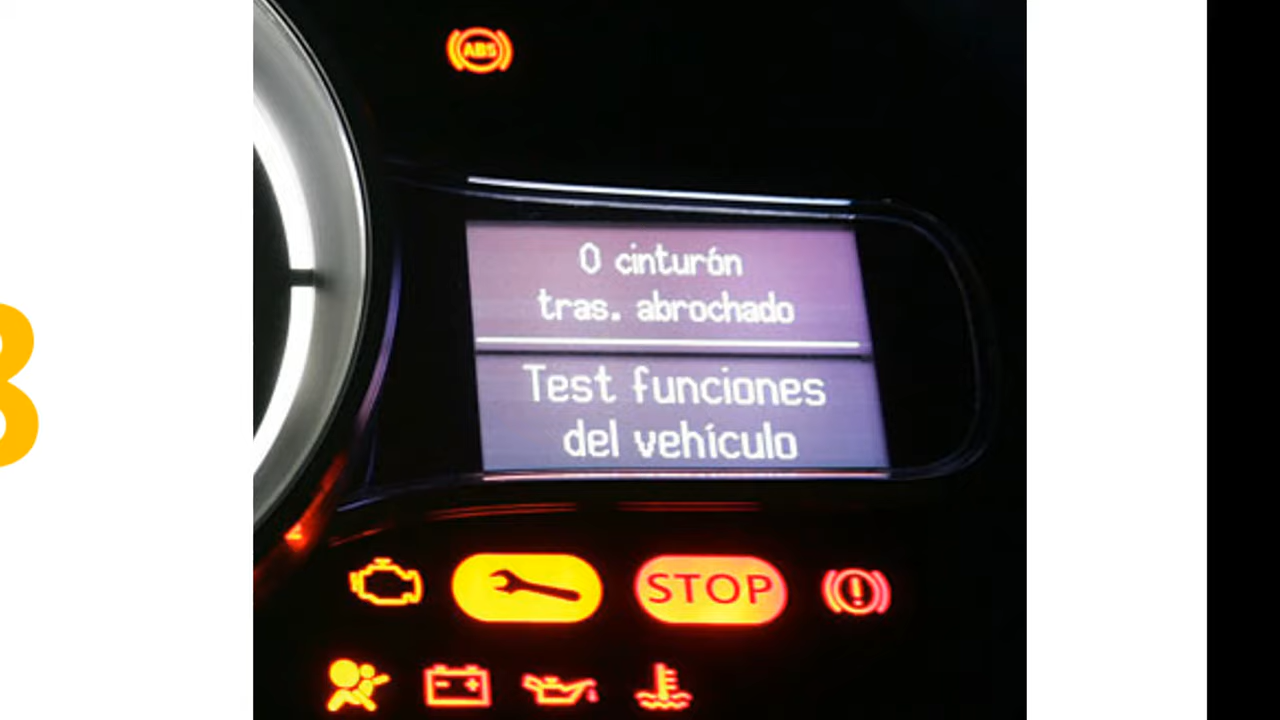 ABS
0 cinturón
tras. abrochado
Test funciones
del vehículo
STOP